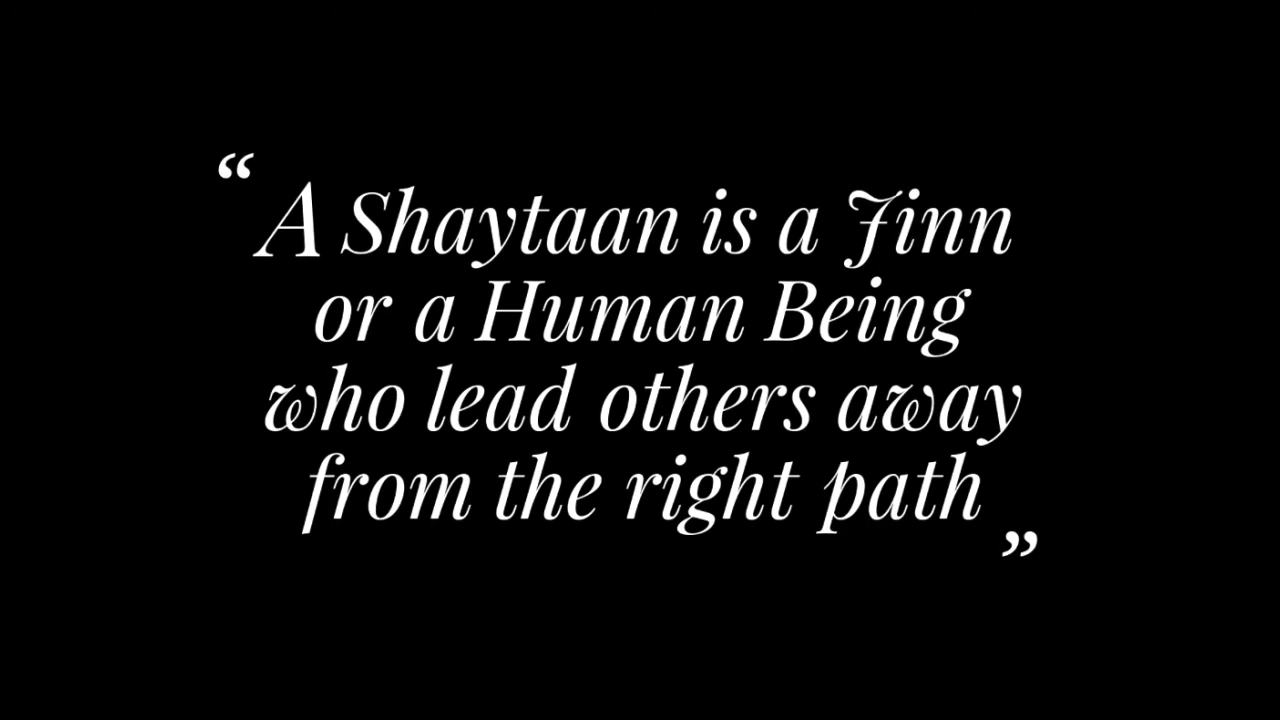 “A Shaytaan is a Jinn
or a Human Being
who lead others away
from the right path”